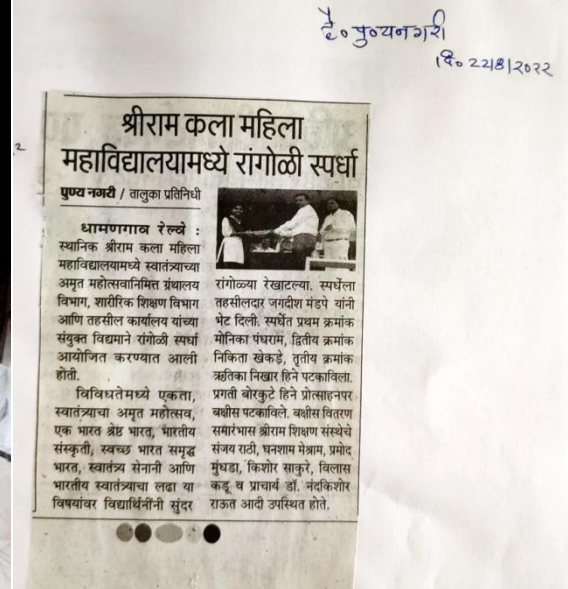 दै. पुण्यनगरी
दि. 22/8/2022
2
श्रीराम कला महिला
महाविद्यालयामध्ये रांगोळी स्पर्धा
पुण्य नगरी / तालुका प्रतिनिधी
धामणगाव रेल्वे :
स्थानिक श्रीराम कला महिला
महाविद्यालयामध्ये स्वातंत्र्याच्या
अमृत महोत्सवानिमित्त ग्रंथालय
विभाग, शारीरिक शिक्षण विभाग
आणि तहसील कार्यालय यांच्या
संयुक्त विद्यमाने रांगोळी स्पर्धा
आयोजित करण्यात आली
होती.
विविधतेमध्ये एकता,
स्वातंत्र्याचा अमृत महोत्सव,
एक भारत श्रेष्ठ भारत, भारतीय
संस्कृती, स्वच्छ भारत समृद्ध
भारत, स्वातंत्र्य सेनानी आणि
भारतीय स्वातंत्र्याचा लढा या
विषयांवर विद्यार्थिनींनी सुंदर
रांगोळ्या रेखाटल्या. स्पर्धेला
तहसीलदार जगदीश मंडपे यांनी
भेट दिली. स्पर्धेत प्रथम क्रमांक
मोनिका पंधराम, द्वितीय क्रमांक
निकिता खेकडे, तृतीय क्रमांक
ऋतिका निखार हिने पटकाविला.
प्रगती बोरकुटे हिने प्रोत्साहनपर
बक्षीस पटकाविले. बक्षीस वितरण
समारंभास श्रीराम शिक्षण संस्थेचे
संजय राठी, घनशाम मेश्राम, प्रमोद
मुंधडा, किशोर साकुरे, विलास
कडू व प्राचार्य डॉ. नंदकिशोर
राऊत आदी उपस्थित होते.